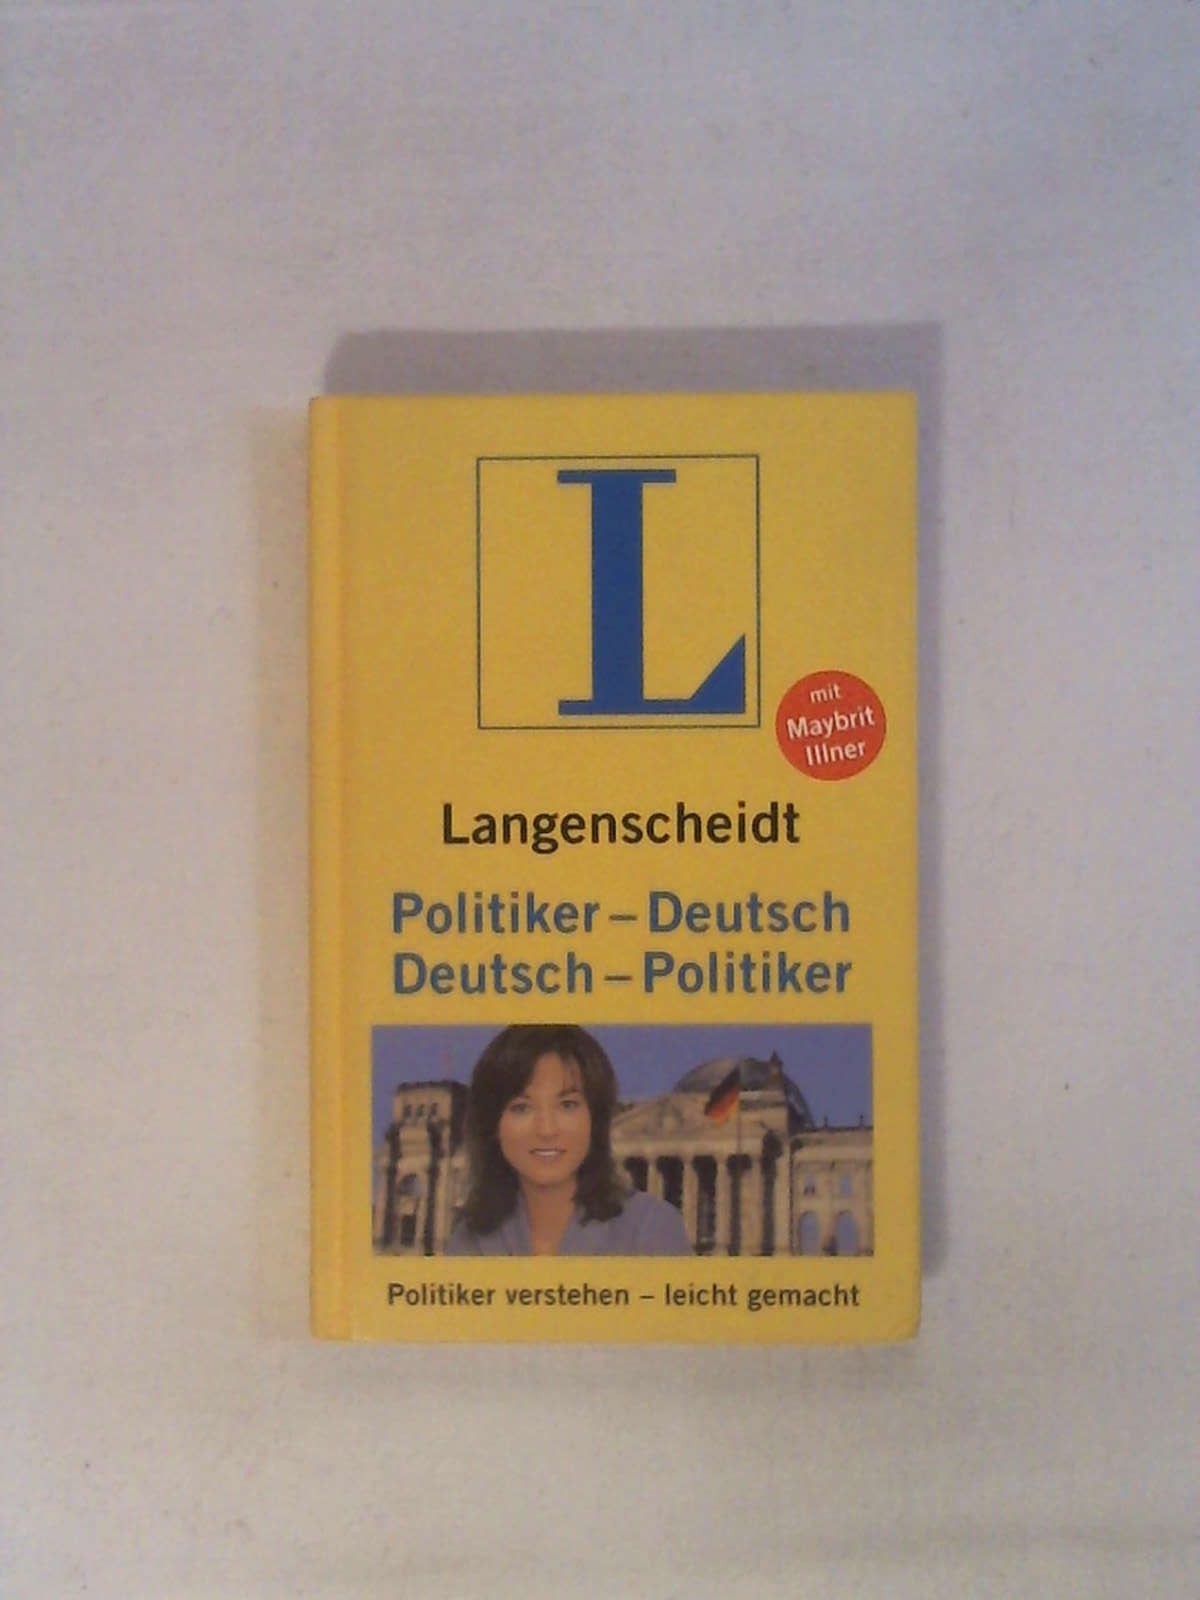 L
mit
Maybrit
Illner
Langenscheidt
Politiker – Deutsch
Deutsch – Politiker
Politiker verstehen – leicht gemacht